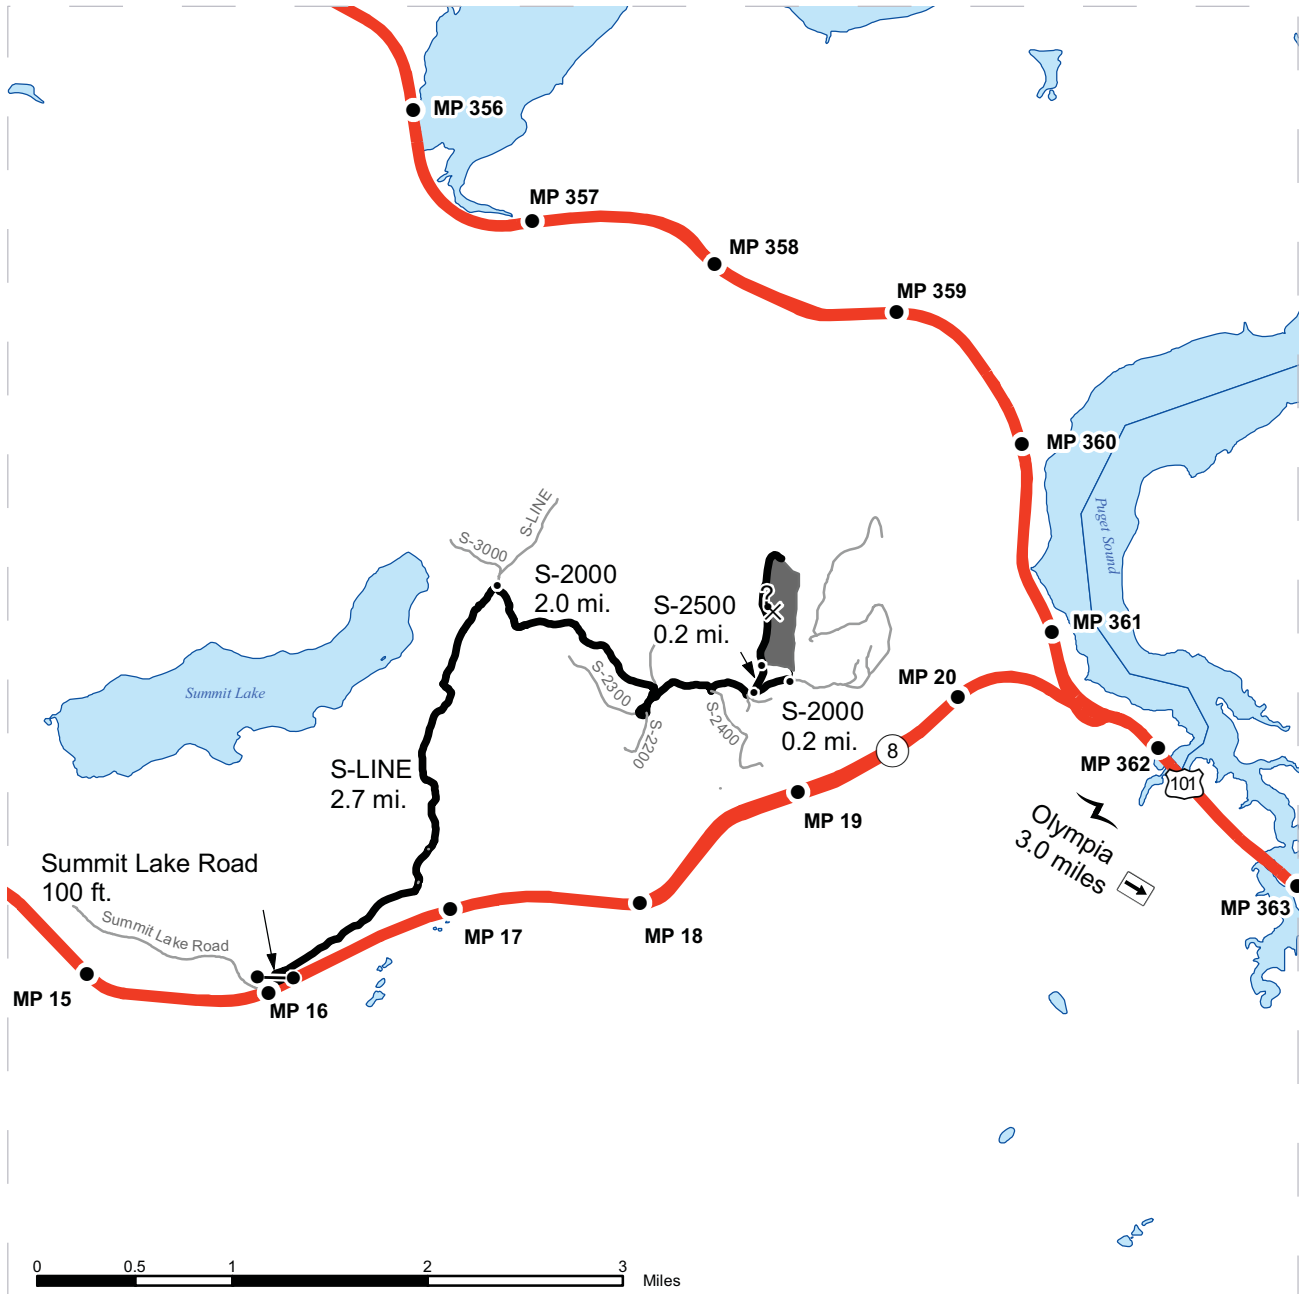 MP 356
MP 357
MP 358
MP 359
MP 360
Puget Sound
S-LINE
S-3000
S-2000
2.0 mi.
S-2500
0.2 mi.
?
MP 361
Summit Lake
S-2300
MP 20
S-2000
0.2 mi.
S-2400
S-2200
8
MP 362
101
S-LINE
2.7 mi.
MP 19
Olympia
3.0 miles
Summit Lake Road
100 ft.
MP 363
Summit Lake Road
MP 17
MP 18
MP 15
MP 16
0 0.5 1 2 3 Miles